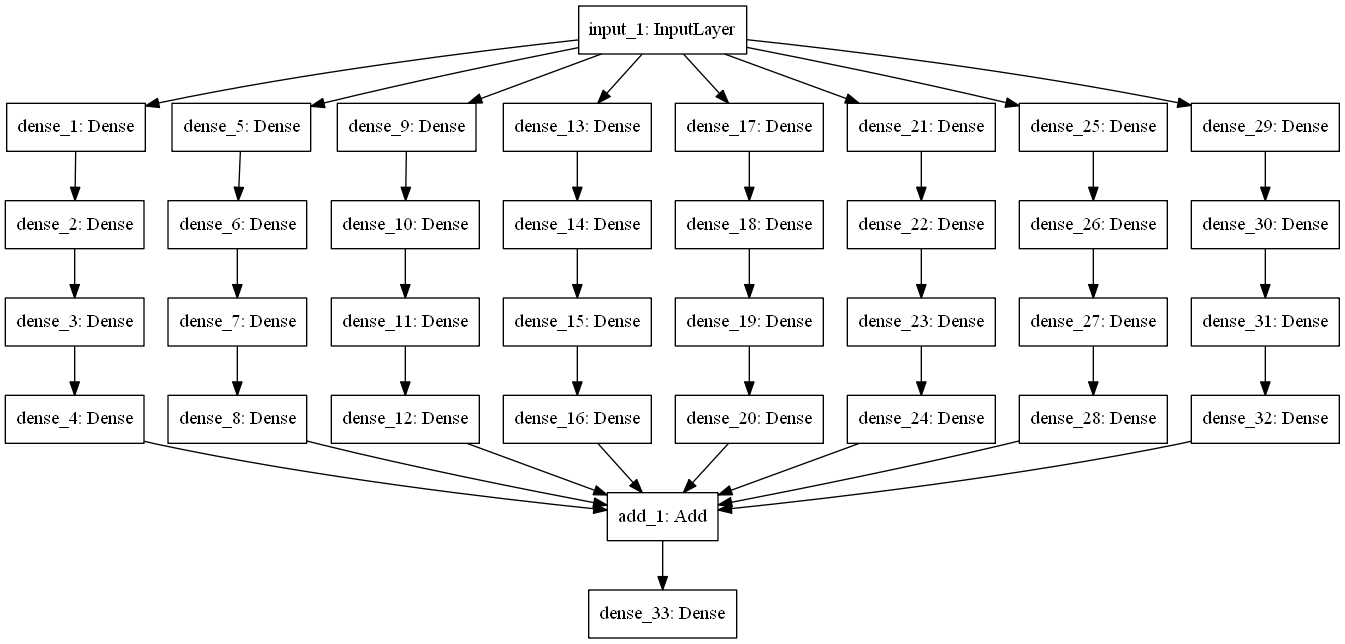 input_1: InputLayer
dense_1: Dense
dense_5: Dense
dense_9: Dense
dense_13: Dense
dense_17: Dense
dense_21: Dense
dense_25: Dense
dense_29: Dense
dense_2: Dense
dense_6: Dense
dense_10: Dense
dense_14: Dense
dense_18: Dense
dense_22: Dense
dense_26: Dense
dense_30: Dense
dense_3: Dense
dense_7: Dense
dense_11: Dense
dense_15: Dense
dense_19: Dense
dense_23: Dense
dense_27: Dense
dense_31: Dense
dense_4: Dense
dense_8: Dense
dense_12: Dense
dense_16: Dense
dense_20: Dense
dense_24: Dense
dense_28: Dense
dense_32: Dense
add_1: Add
dense_33: Dense